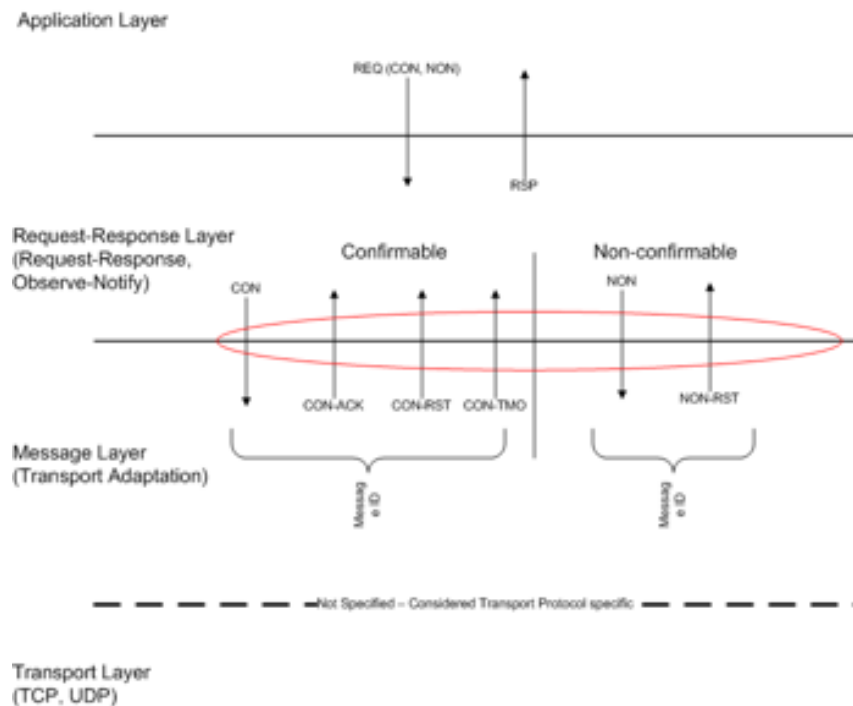 Application Layer
REQ (CON, NON)
RSP
Request-Response Layer
(Request-Response,
Observe-Notify)
Confirmable
Non-confirmable
CON
NON
CON-ACK
CON-RST
CON-TMO
NON-RST
Message Layer
(Transport Adaptation)
Messag
e ID
Messag
e ID
Not Specified – Considered Transport Protocol specific
Transport Layer
(TCP, UDP)